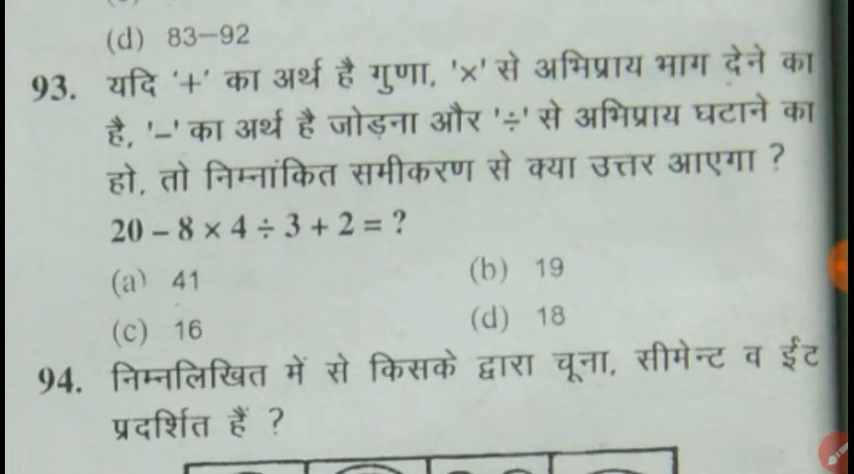 (d) 83–92
93. यदि '+' का अर्थ है गुणा, '×' से अभिप्राय भाग देने का
है, '–' का अर्थ है जोड़ना और '÷' से अभिप्राय घटाने का
हो, तो निम्नांकित समीकरण से क्या उत्तर आएगा ?
20 – 8 × 4 ÷ 3 + 2 = ?
(a) 41 (b) 19
(c) 16 (d) 18
94. निम्नलिखित में से किसके द्वारा चूना, सीमेन्ट व ईंट
प्रदर्शित हैं ?